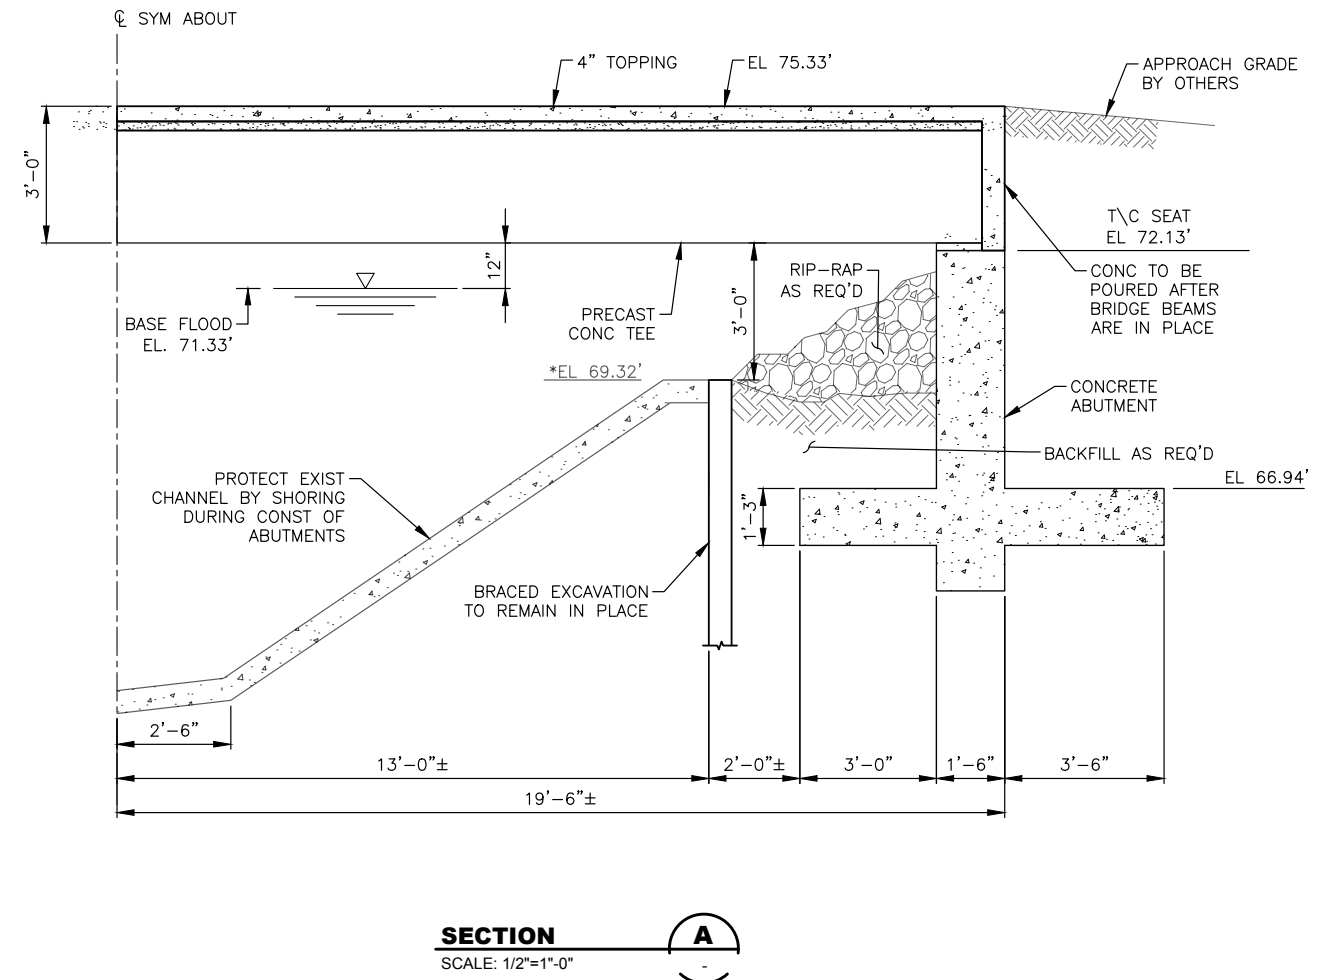 ℄ SYM ABOUT
4" TOPPING
EL 75.33'
APPROACH GRADE
BY OTHERS
3'-0"
T\C SEAT
EL 72.13'
12"
RIP-RAP
AS REQ'D
CONC TO BE
POURED AFTER
BRIDGE BEAMS
ARE IN PLACE
BASE FLOOD
EL. 71.33'
PRECAST
CONC TEE
3'-0"
*EL 69.32'
CONCRETE
ABUTMENT
BACKFILL AS REQ'D
EL 66.94'
PROTECT EXIST
CHANNEL BY SHORING
DURING CONST OF
ABUTMENTS
1'-3"
BRACED EXCAVATION
TO REMAIN IN PLACE
2'-6"
13'-0"±
2'-0"±
3'-0"
1'-6"
3'-6"
19'-6"±
SECTION
A
SCALE: 1/2"=1"-0"
-